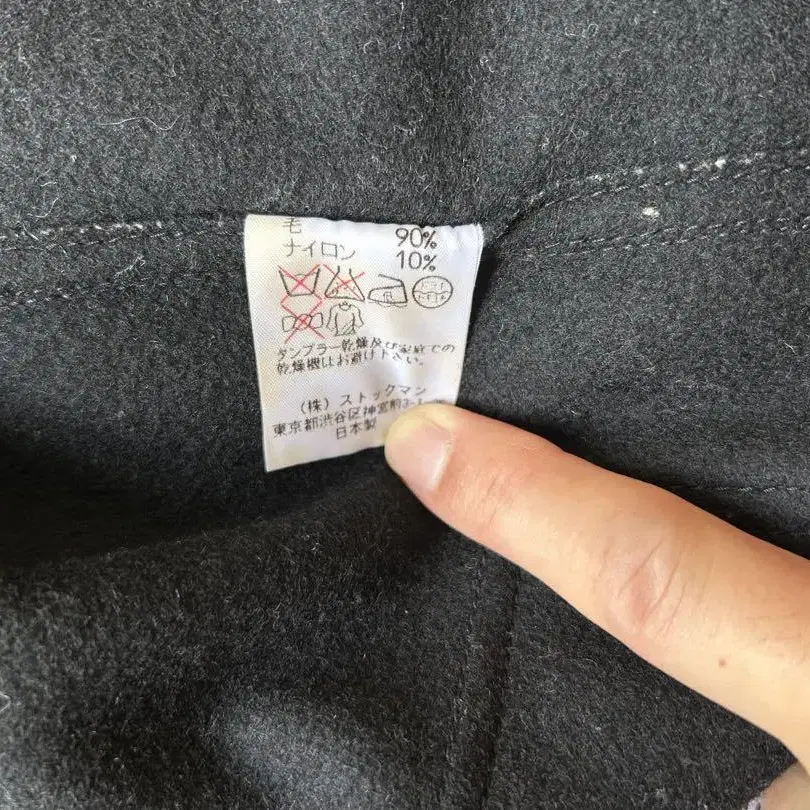 毛 90%
ナイロン 10%
タンブラー乾燥及び家庭での
乾燥機はお避け下さい。
(株) ストックマン
東京都渋谷区神宮前
日本製